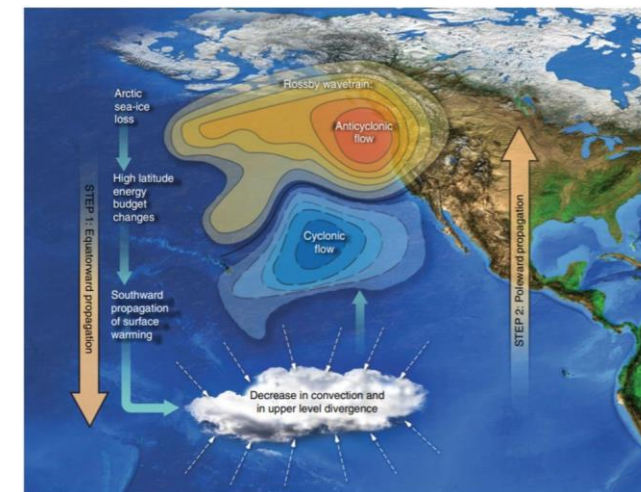 Rossby wavetrain:
Arctic
sea-ice
loss
Anticyclonic
flow
High latitude
energy
budget
changes
STEP 1: Equatorward propagation
Cyclonic
flow
STEP 2: Poleward propagation
Southward
propagation
of surface
warming
Decrease in convection and
in upper level divergence